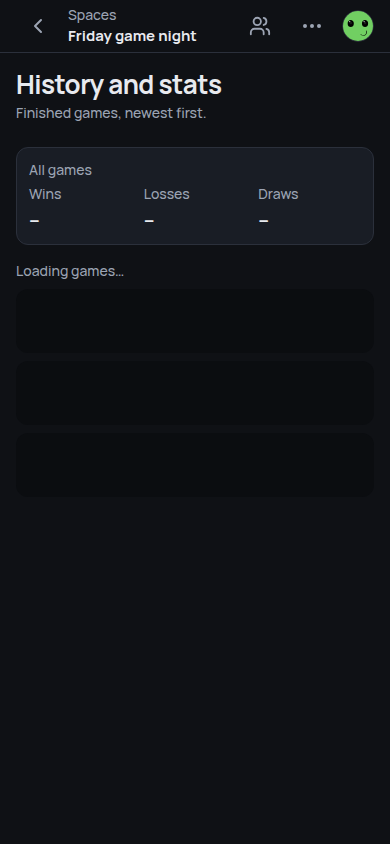 Spaces
Friday game night
History and stats
Finished games, newest first.
All games
Wins Losses Draws
– – –
Loading games…